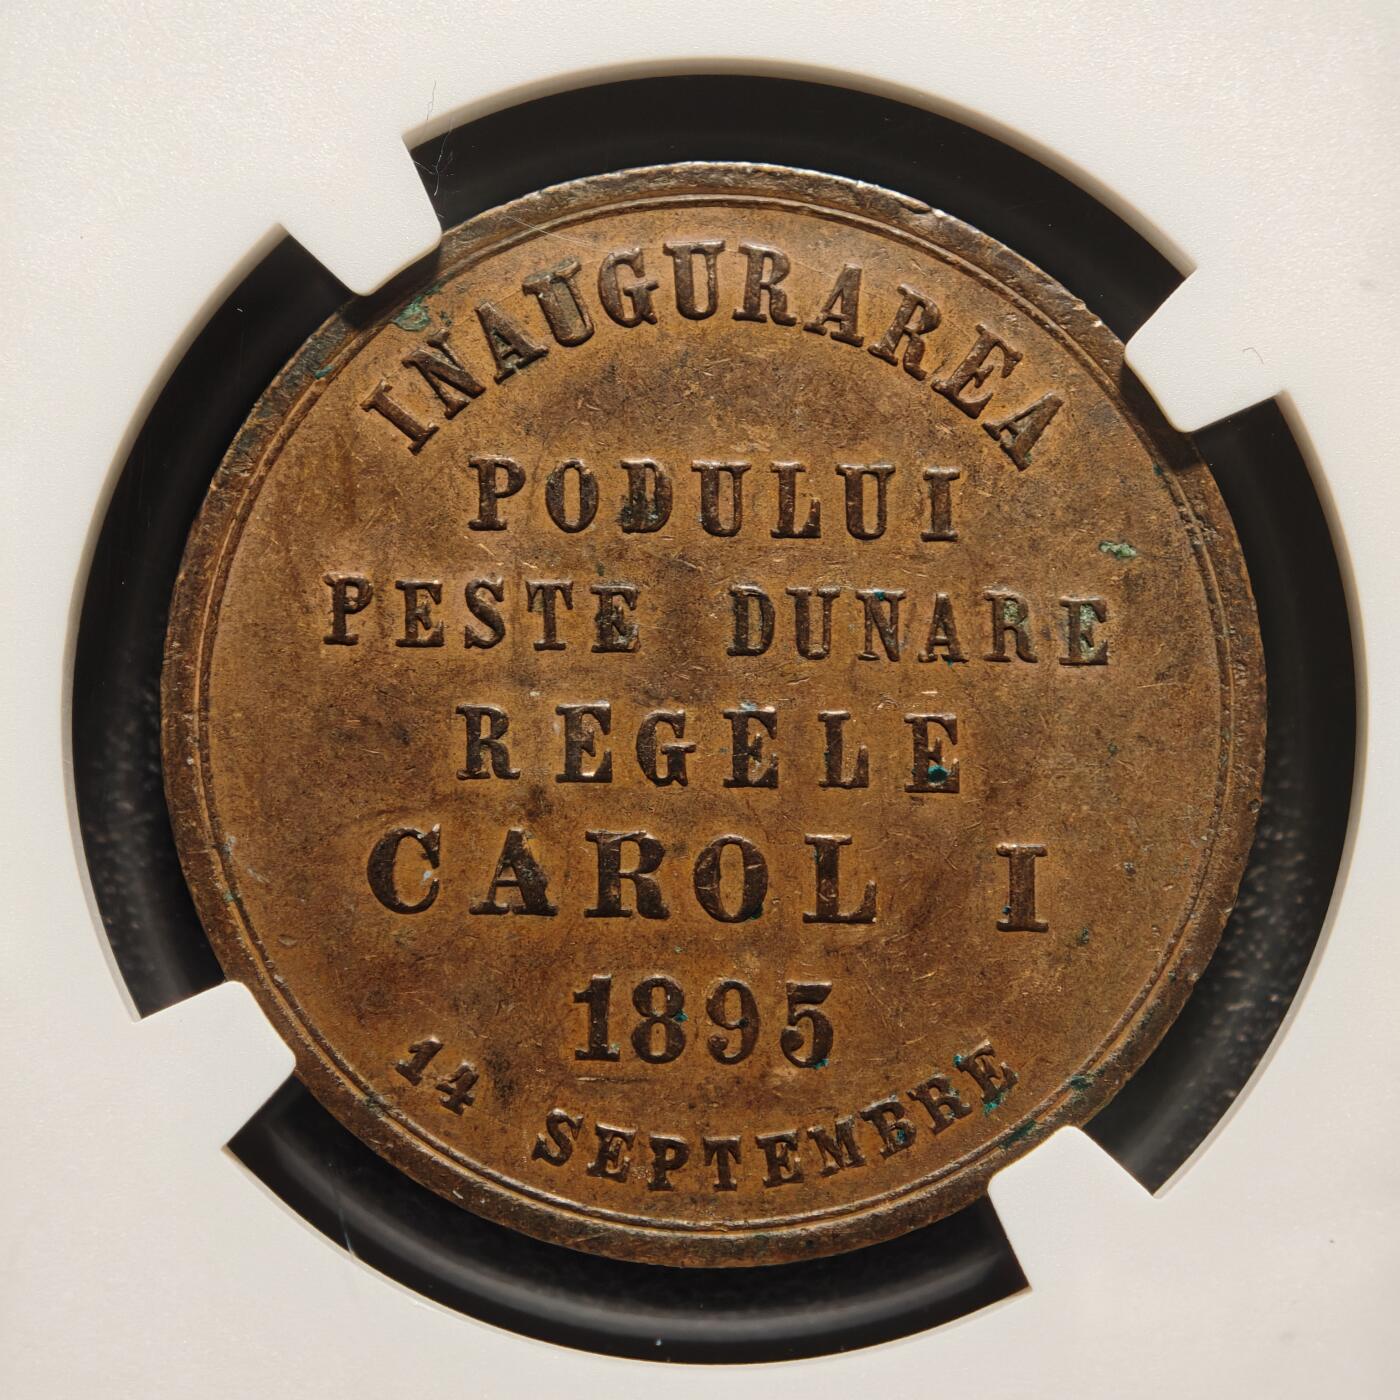 INAUGURAREA
PODULUI
PESTE DUNARE
REGELE
CAROL I
1895
14 SEPTEMBRE